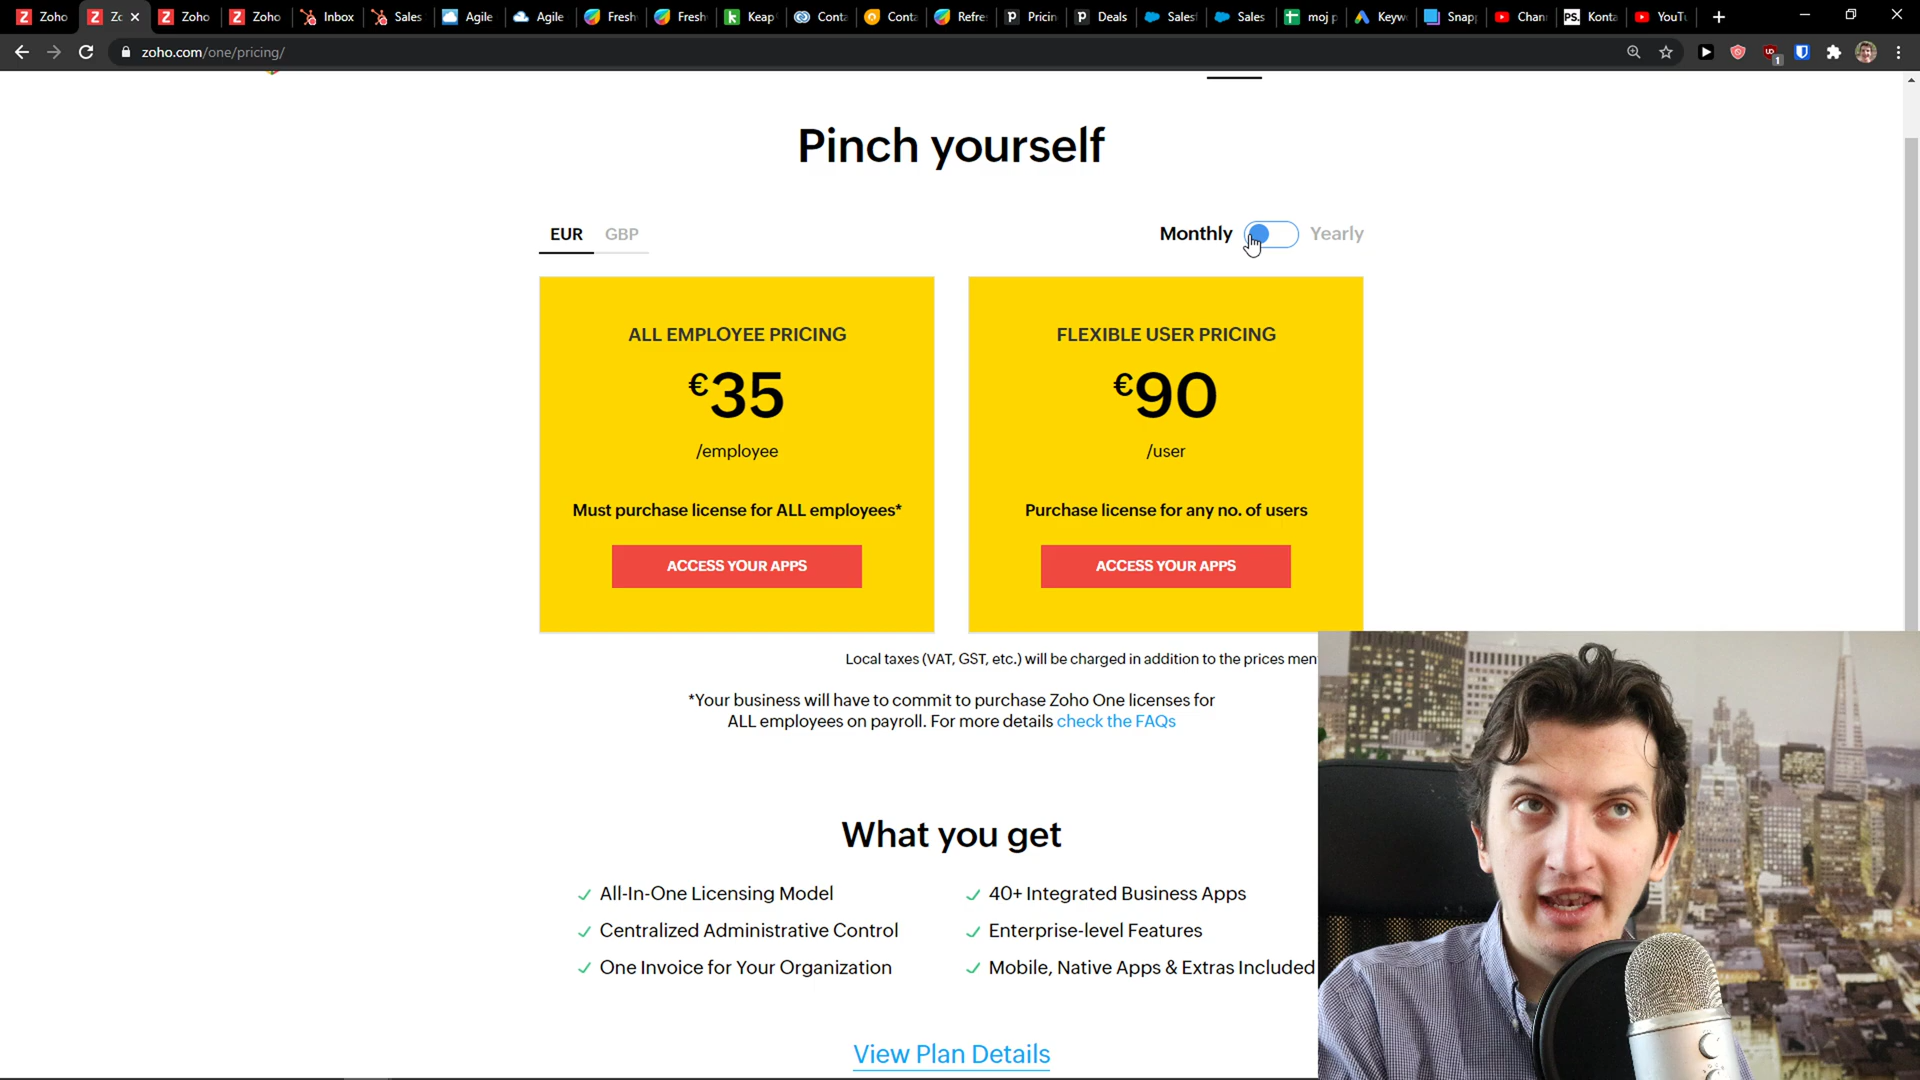 Zoho Zo Zoho Zoho Inbox Sales Agile Agile Fresh Fresh Keap Conta Conta Refre Pricin Deals Salesf Sales moj p Keyw Snap Chan Konta YouTu
zoho.com/one/pricing/
Pinch yourself
EUR GBP
Monthly Yearly
ALL EMPLOYEE PRICING
€35
/employee
Must purchase license for ALL employees*
ACCESS YOUR APPS
FLEXIBLE USER PRICING
€90
/user
Purchase license for any no. of users
ACCESS YOUR APPS
Local taxes (VAT, GST, etc.) will be charged in addition to the prices men
*Your business will have to commit to purchase Zoho One licenses for
ALL employees on payroll. For more details check the FAQs
What you get
All-In-One Licensing Model
40+ Integrated Business Apps
Centralized Administrative Control
Enterprise-level Features
One Invoice for Your Organization
Mobile, Native Apps & Extras Included
View Plan Details